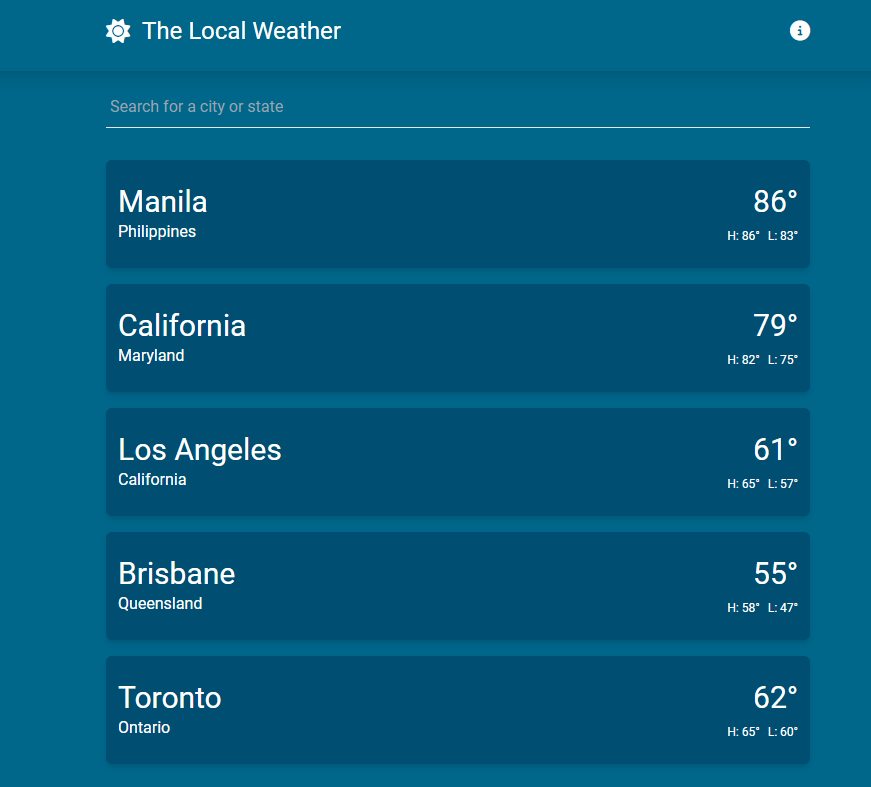 The Local Weather
Search for a city or state
Manila 86°
Philippines H: 86° L: 83°
California 79°
Maryland H: 82° L: 75°
Los Angeles 61°
California H: 65° L: 57°
Brisbane 55°
Queensland H: 58° L: 47°
Toronto 62°
Ontario H: 65° L: 60°